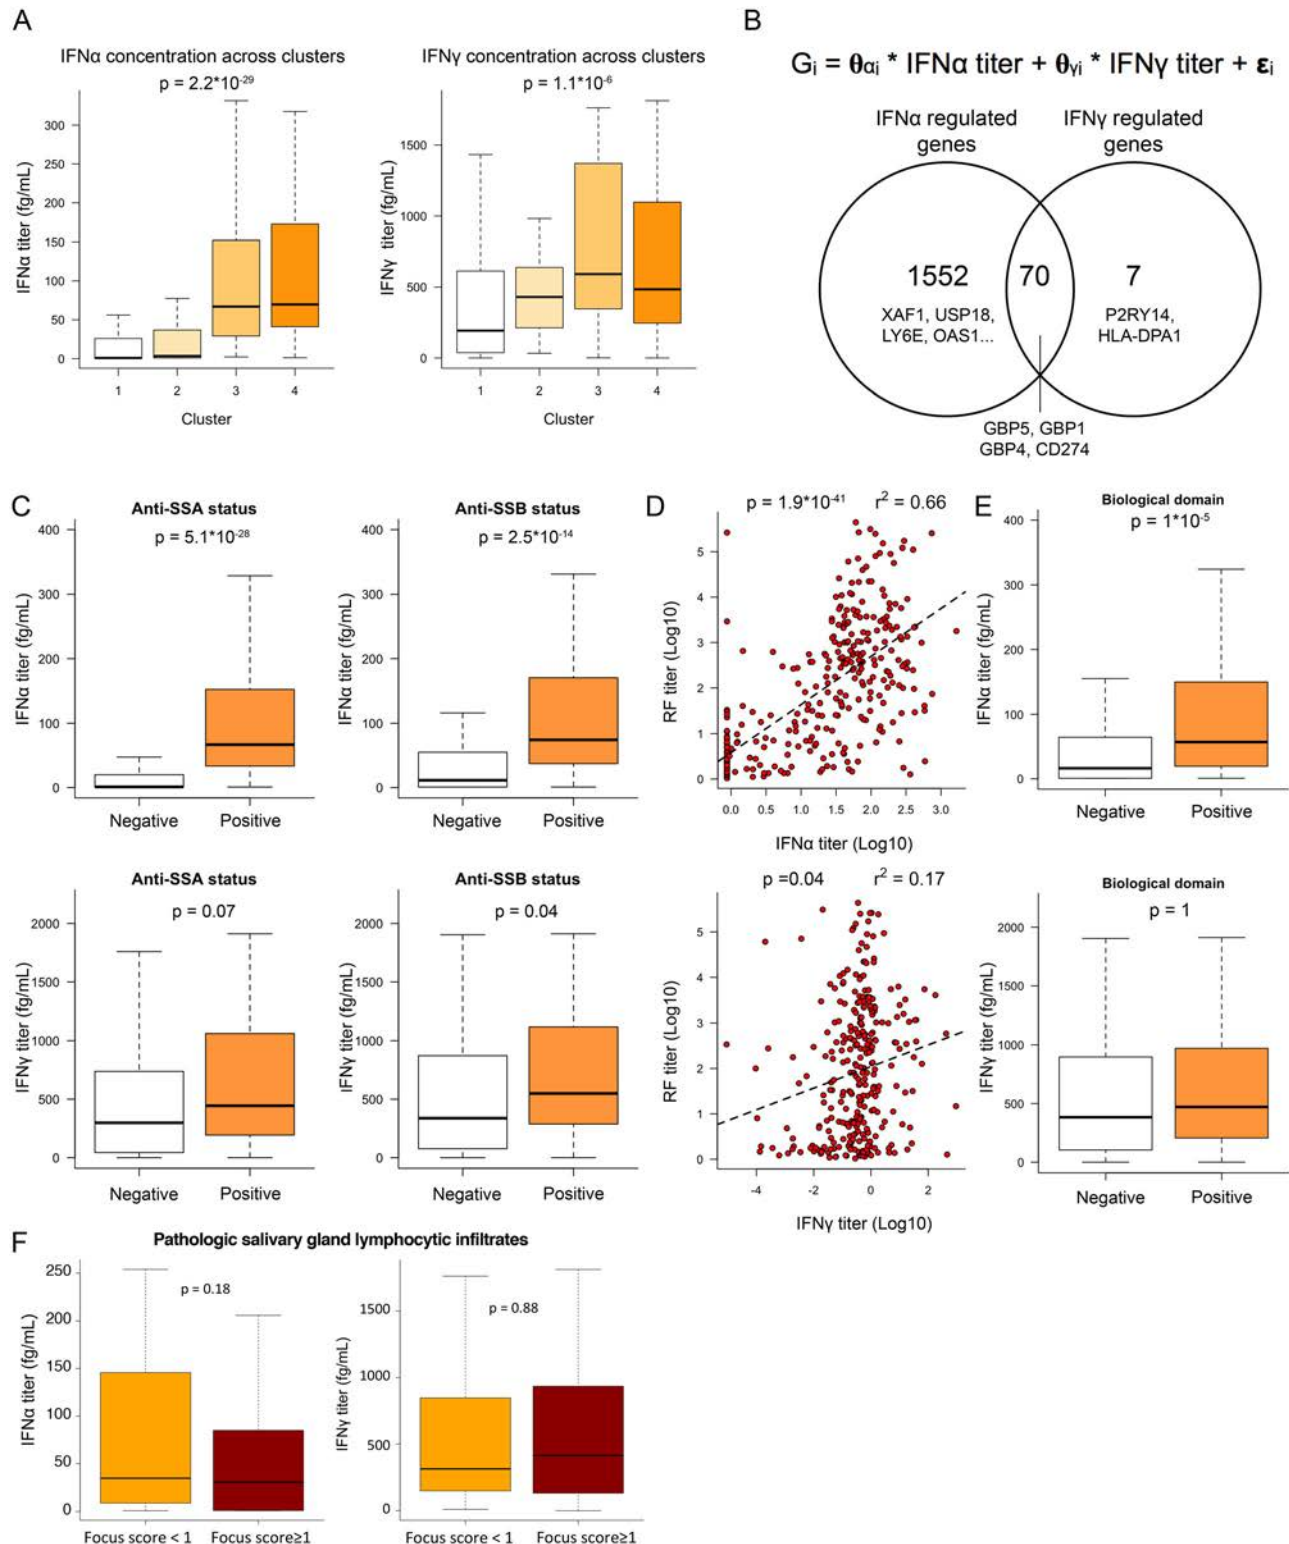 A
IFNα concentration across clusters
p = 2.2*10-29
IFNα titer (fg/mL)
300
250
200
150
100
50
0
1 2 3 4
Cluster
IFNγ concentration across clusters
p = 1.1*10-6
IFNγ titer (fg/mL)
1500
1000
500
0
1 2 3 4
Cluster
B
Gi = θαi * IFNα titer + θγi * IFNγ titer + εi
IFNα regulated
genes
IFNγ regulated
genes
1552 70 7
XAF1, USP18,
LY6E, OAS1...
P2RY14,
HLA-DPA1
GBP5, GBP1
GBP4, CD274
C
Anti-SSA status
p = 5.1*10-28
IFNα titer (fg/mL)
400
300
200
100
0
Negative Positive
Anti-SSB status
p = 2.5*10-14
IFNα titer (fg/mL)
400
300
200
100
0
Negative Positive
Anti-SSA status
p = 0.07
IFNγ titer (fg/mL)
2000
1500
1000
500
0
Negative Positive
Anti-SSB status
p = 0.04
IFNγ titer (fg/mL)
2000
1500
1000
500
0
Negative Positive
D
p = 1.9*10-41 r2 = 0.66
RF titer (Log10)
5
4
3
2
1
0
0.0 0.5 1.0 1.5 2.0 2.5 3.0
IFNα titer (Log10)
p =0.04 r2 = 0.17
RF titer (Log10)
5
4
3
2
1
0
-4 -2 0 2
IFNγ titer (Log10)
E
Biological domain
p = 1*10-5
IFNα titer (fg/mL)
400
300
200
100
0
Negative Positive
Biological domain
p = 1
IFNγ titer (fg/mL)
2000
1500
1000
500
0
Negative Positive
F
Pathologic salivary gland lymphocytic infiltrates
p = 0.18
IFNα titer (fg/mL)
250
200
150
100
50
0
Focus score < 1 Focus score≥1
p = 0.88
IFNγ titer (fg/mL)
1500
1000
500
0
Focus score < 1 Focus score≥1